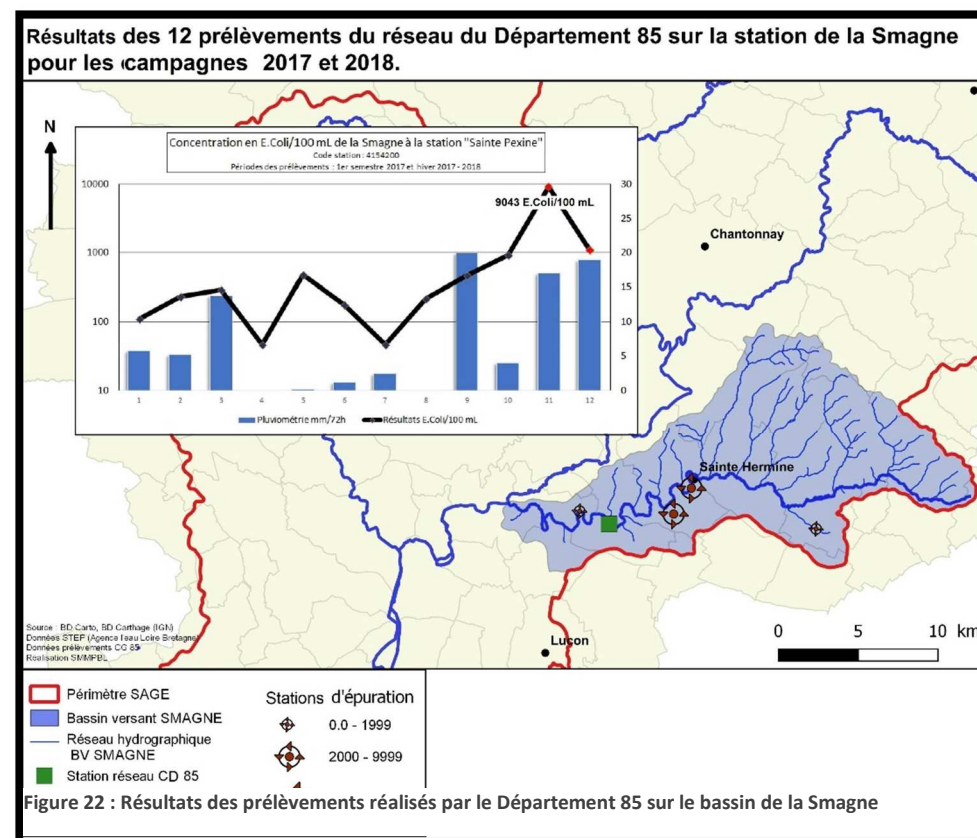 Résultats des 12 prélèvements du réseau du Département 85 sur la station de la Smagne
pour les campagnes 2017 et 2018.
N
Concentration en E.Coli/100 mL de la Smagne à la station "Sainte Pexine"
Code station : 4154200
Périodes des prélèvements : 1er semestre 2017 et hiver 2017 - 2018
10000
1000
100
10
30
25
20
15
10
5
0
9043 E.Coli/100 mL
1 2 3 4 5 6 7 8 9 10 11 12
Pluviométrie mm/72h
Résultats E.Coli/100 mL
Chantonnay
Sainte Hermine
Luçon
0 5 10 km
Source : BD Carto, BD Carthage (IGN)
Données STEP (Agence l'eau Loire Bretagne)
Données prélèvements CG 85
Réalisation SMMPBL
Périmètre SAGE
Bassin versant SMAGNE
Réseau hydrographique
BV SMAGNE
Station réseau CD 85
Stations d'épuration
0.0 - 1999
2000 - 9999
Figure 22 : Résultats des prélèvements réalisés par le Département 85 sur le bassin de la Smagne